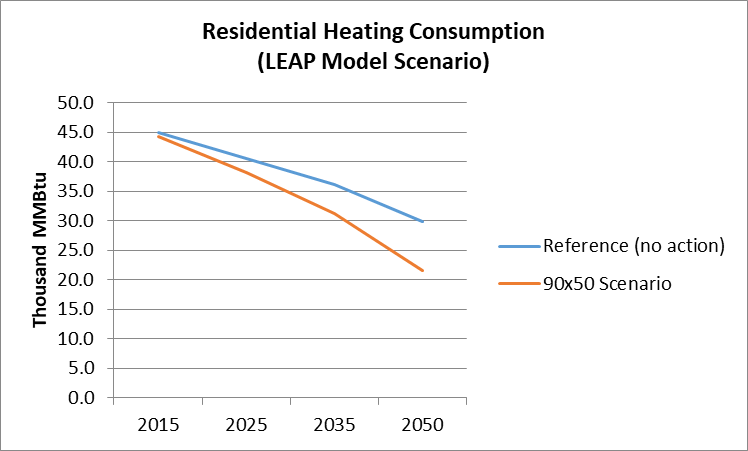 Residential Heating Consumption
(LEAP Model Scenario)
Thousand MMBtu
50.0
45.0
40.0
35.0
30.0
25.0
20.0
15.0
10.0
5.0
0.0
2015 2025 2035 2050
Reference (no action)
90x50 Scenario